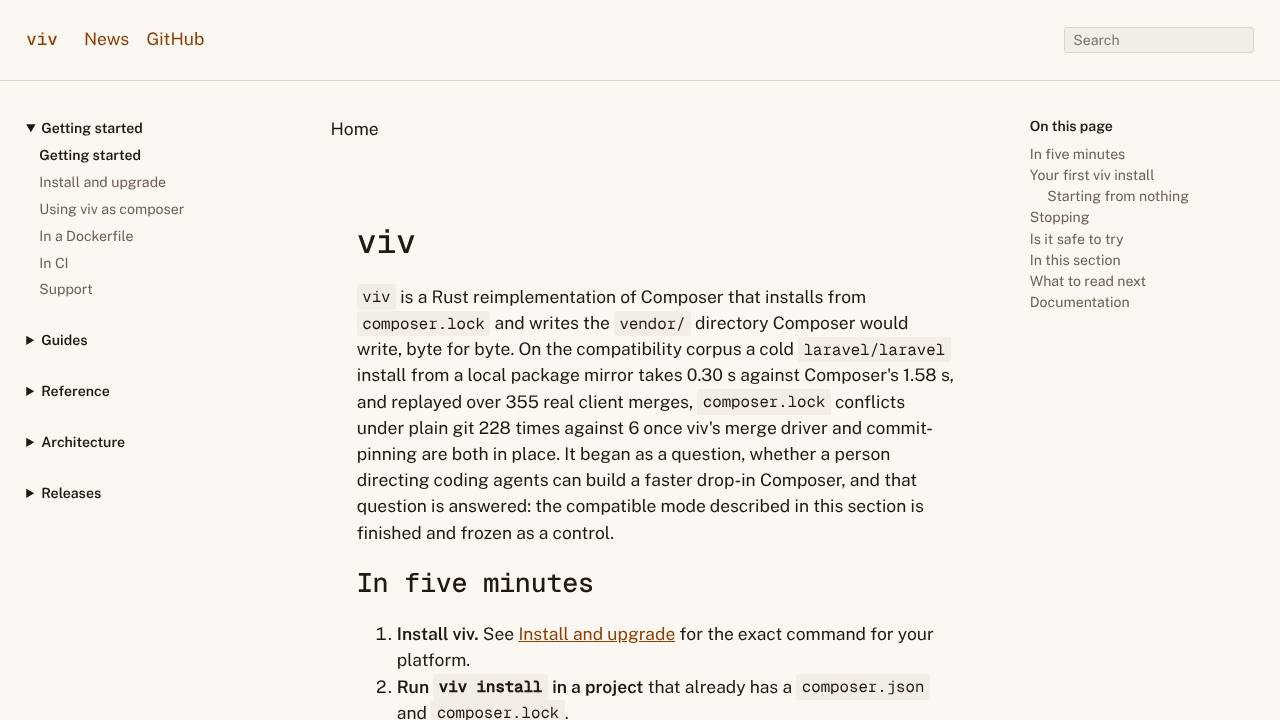 viv News GitHub
Search
Getting started
Getting started
Install and upgrade
Using viv as composer
In a Dockerfile
In CI
Support
Guides
Reference
Architecture
Releases
Home
viv
viv is a Rust reimplementation of Composer that installs from
composer.lock and writes the vendor/ directory Composer would
write, byte for byte. On the compatibility corpus a cold laravel/laravel
install from a local package mirror takes 0.30 s against Composer's 1.58 s,
and replayed over 355 real client merges, composer.lock conflicts
under plain git 228 times against 6 once viv's merge driver and commit-
pinning are both in place. It began as a question, whether a person
directing coding agents can build a faster drop-in Composer, and that
question is answered: the compatible mode described in this section is
finished and frozen as a control.
In five minutes
1. Install viv. See Install and upgrade for the exact command for your
platform.
2. Run viv install in a project that already has a composer.json
and composer.lock.
On this page
In five minutes
Your first viv install
Starting from nothing
Stopping
Is it safe to try
In this section
What to read next
Documentation